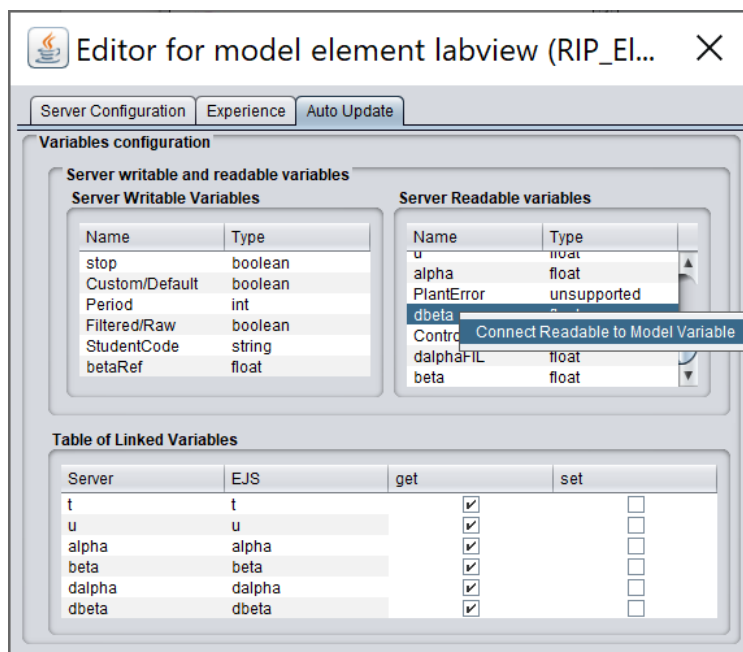 Editor for model element labview (RIP_El...
Server Configuration Experience Auto Update
Variables configuration
Server writable and readable variables
Server Writable Variables
Name Type
stop boolean
Custom/Default boolean
Period int
Filtered/Raw boolean
StudentCode string
betaRef float
Server Readable variables
Name Type
u float
alpha float
PlantError unsupported
dbeta
Connect Readable to Model Variable
dalphaFIL float
beta float
Table of Linked Variables
Server EJS get set
t t
u u
alpha alpha
beta beta
dalpha dalpha
dbeta dbeta